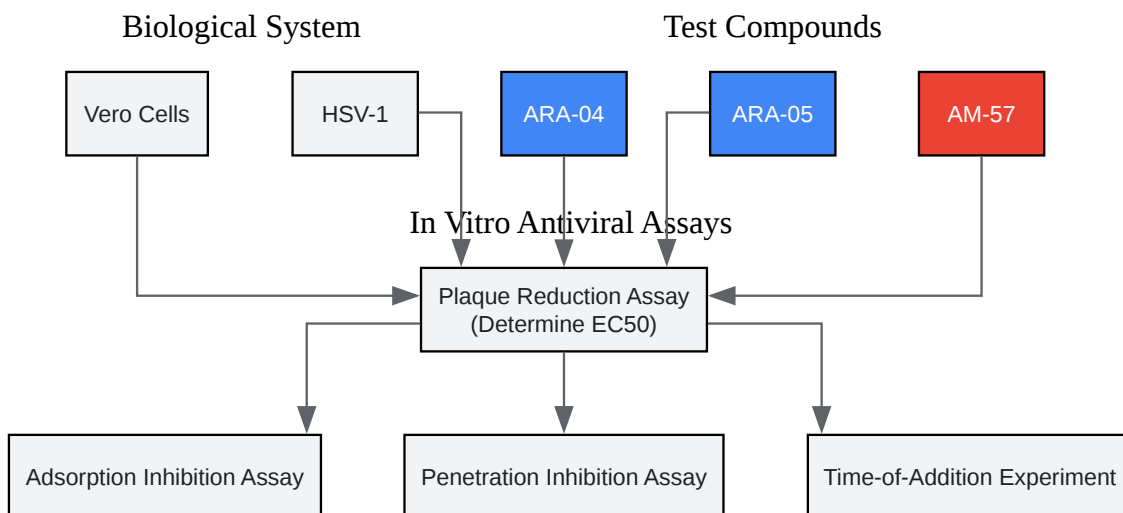 Biological System
Test Compounds
Vero Cells
HSV-1
ARA-04
ARA-05
AM-57
In Vitro Antiviral Assays
Plaque Reduction Assay
(Determine EC50)
Adsorption Inhibition Assay
Penetration Inhibition Assay
Time-of-Addition Experiment